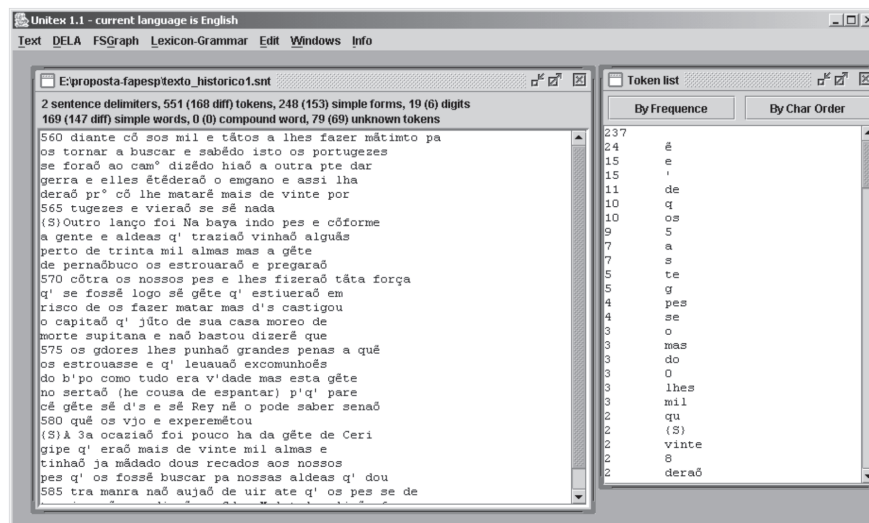 Unitex 1.1 - current language is English
Text DELA FSGraph Lexicon-Grammar Edit Windows Info
E:\proposta-fapesp\texto_historico1.snt
2 sentence delimiters, 551 (168 diff) tokens, 248 (153) simple forms, 19 (6) digits
169 (147 diff) simple words, 0 (0) compound word, 79 (69) unknown tokens
560 diante cõ sos mil e tãtos a lhes fazer mãtimto pa
os tornar a buscar e sabẽdo isto os portugezes
se foraõ ao cam° dizẽdo hiaõ a outra pte dar
gerra e elles ẽtẽderaõ o emgano e assi lha
deraõ pr° cõ lhe matarẽ mais de vinte por
565 tugezes e vieraõ se sẽ nada
(S)Outro lanço foi Na baya indo pes e cõforme
a gente e aldeas q' traziaõ vinhaõ alguãs
perto de trinta mil almas mas a gẽte
de pernaõbuco os estrouaraõ e pregaraõ
570 cõtra os nossos pes e lhes fizeraõ tãta força
q' se fossẽ logo sẽ gẽte q' estiueraõ em
risco de os fazer matar mas d's castigou
o capitaõ q' jũto de sua casa moreo de
morte supitana e naõ bastou dizerẽ que
575 os gdores lhes punhaõ grandes penas a quẽ
os estrouasse e q' leuauaõ excomunhoẽs
do b'po como tudo era v'dade mas esta gẽte
no sertaõ (he cousa de espantar) p'q' pare
cẽ gẽte sẽ d's e sẽ Rey nẽ o pode saber senaõ
580 quẽ os vjo e experemẽtou
(S)A 3a ocaziaõ foi pouco ha da gẽte de Ceri
gipe q' eraõ mais de vinte mil almas e
tinhaõ ja mãdado dous recados aos nossos
pes q' os fossẽ buscar pa nossas aldeas q' dou
585 tra manra naõ aujaõ de uir ate q' os pes se de
Token list
By Frequence By Char Order
237
24 ẽ
15 e
15 '
11 de
10 q
10 os
9 5
7 a
7 s
5 te
5 g
4 pes
4 se
3 o
3 mas
3 do
3 0
3 lhes
3 mil
2 qu
2 (S)
2 vinte
2 8
2 deraõ